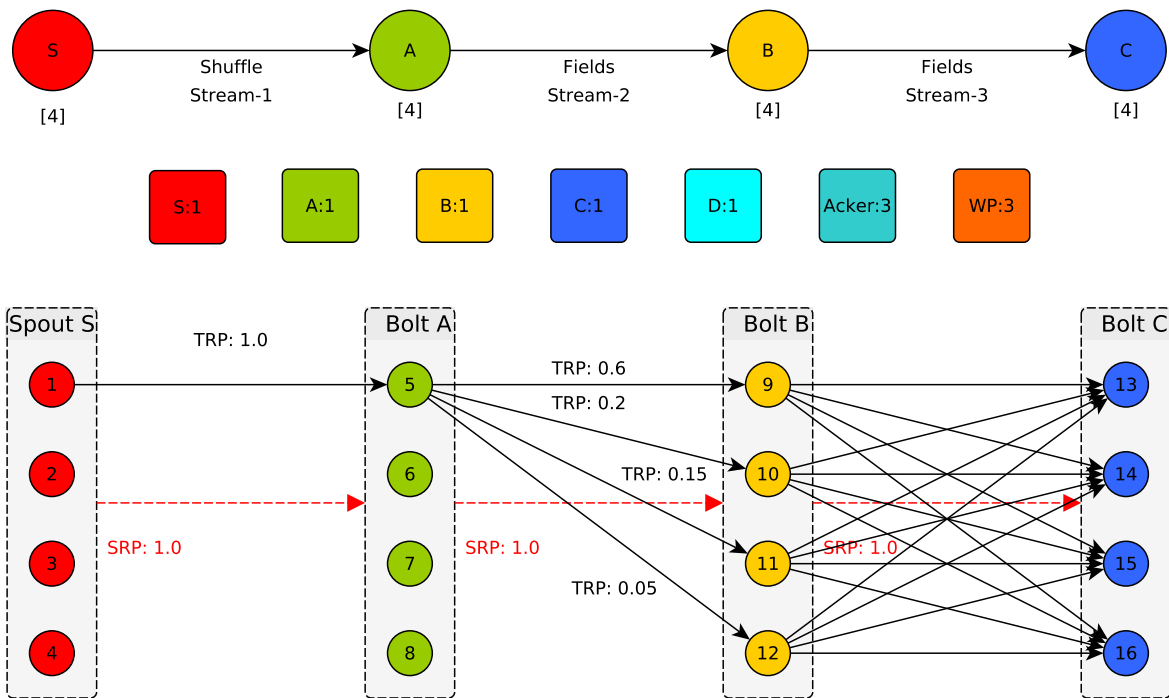 S
A
B
C
Shuffle
Fields
Fields
Stream-1
Stream-2
Stream-3
[4]
[4]
[4]
[4]
S:1
A:1
B:1
C:1
D:1
Acker:3
WP:3
Spout S
Bolt A
Bolt B
Bolt C
TRP: 1.0
TRP: 0.6
1
5
9
13
TRP: 0.2
2
6
TRP: 0.15
10
14
SRP: 1.0
SRP: 1.0
SRP: 1.0
3
7
11
15
TRP: 0.05
4
8
12
16